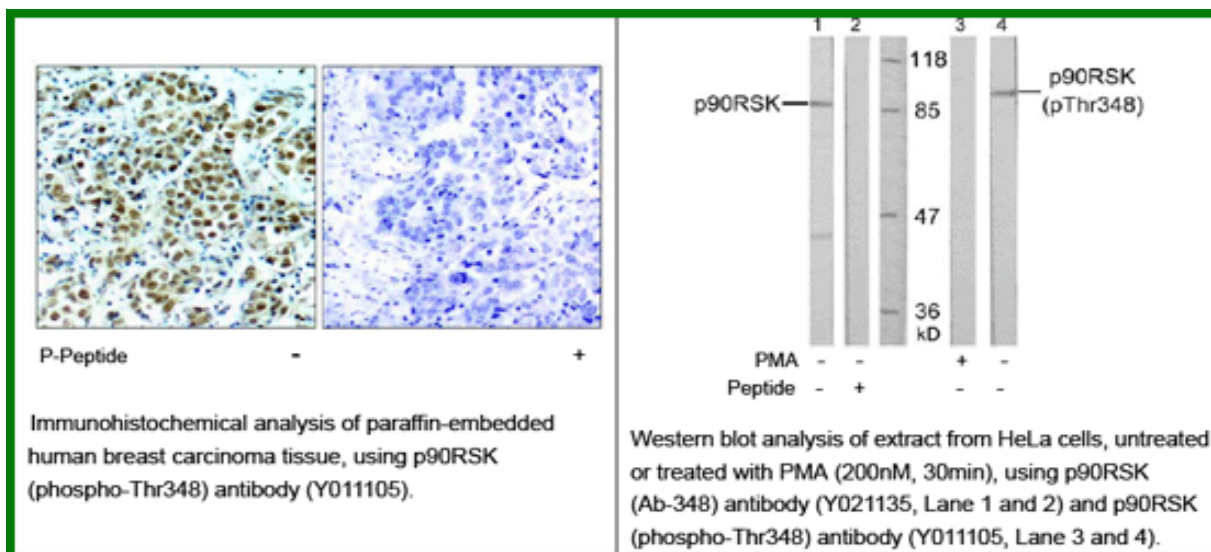 P-Peptide - +
Immunohistochemical analysis of paraffin-embedded
human breast carcinoma tissue, using p90RSK
(phospho-Thr348) antibody (Y011105).
1 2 3 4
118
p90RSK
85
p90RSK
(pThr348)
47
36
kD
PMA - - + -
Peptide - + - -
Western blot analysis of extract from HeLa cells, untreated
or treated with PMA (200nM, 30min), using p90RSK
(Ab-348) antibody (Y021135, Lane 1 and 2) and p90RSK
(phospho-Thr348) antibody (Y011105, Lane 3 and 4).